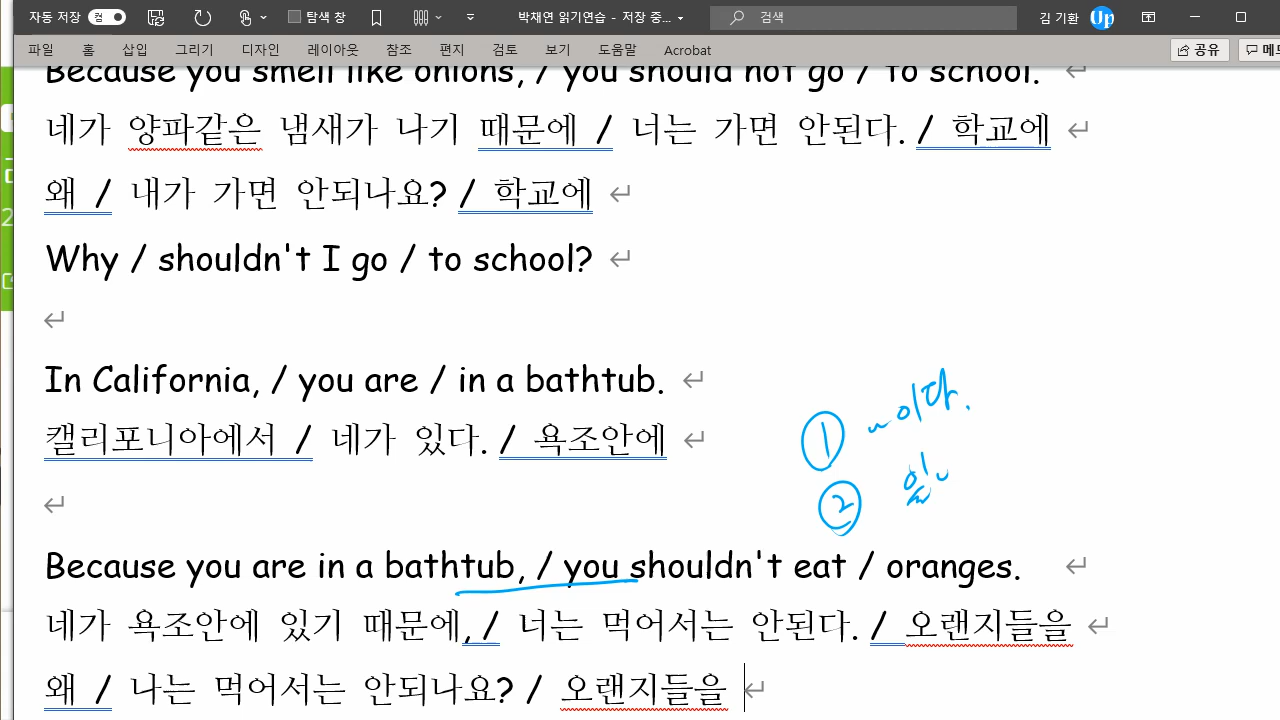 자동 저장 컴 탐색 창 박채연 읽기연습 - 저장 중... 검색 김 기환 Up
파일 홈 삽입 그리기 디자인 레이아웃 참조 편지 검토 보기 도움말 Acrobat 공유
Because you smell like onions, / you should not go / to school.
네가 양파같은 냄새가 나기 때문에 / 너는 가면 안된다. / 학교에
왜 / 내가 가면 안되나요? / 학교에
Why / shouldn't I go / to school?
In California, / you are / in a bathtub.
① ~이다.
캘리포니아에서 / 네가 있다. / 욕조안에
②
Because you are in a bathtub, / you shouldn't eat / oranges.
네가 욕조안에 있기 때문에, / 너는 먹어서는 안된다. / 오랜지들을
왜 / 나는 먹어서는 안되나요? / 오랜지들을